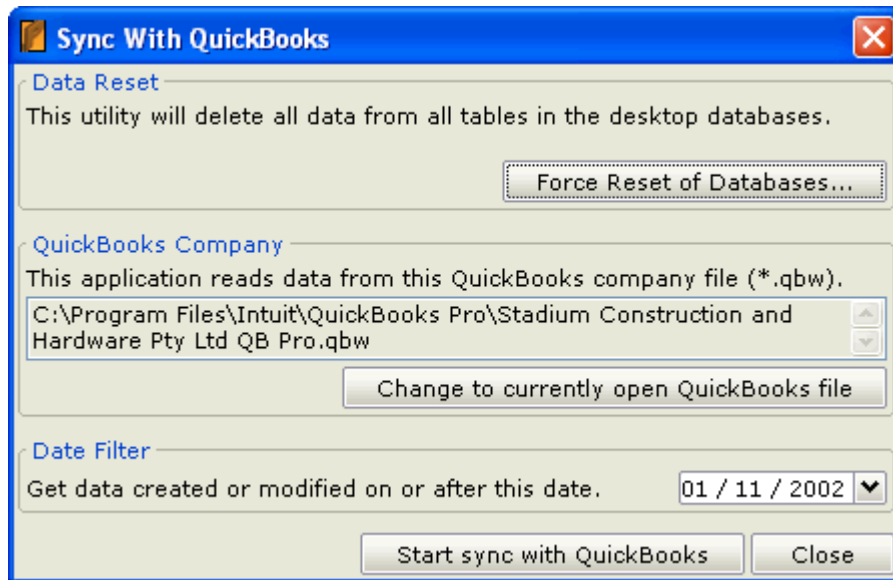 Sync With QuickBooks
Data Reset
This utility will delete all data from all tables in the desktop databases.
Force Reset of Databases...
QuickBooks Company
This application reads data from this QuickBooks company file (*.qbw).
C:\Program Files\Intuit\QuickBooks Pro\Stadium Construction and
Hardware Pty Ltd QB Pro.qbw
Change to currently open QuickBooks file
Date Filter
Get data created or modified on or after this date. 01 / 11 / 2002
Start sync with QuickBooks Close